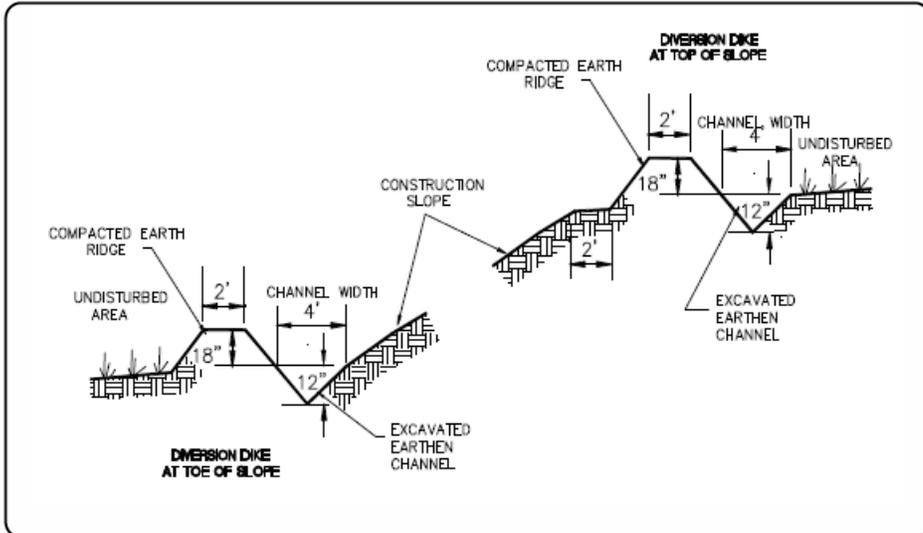 DIVERSION DIKE
AT TOP OF SLOPE
COMPACTED EARTH
RIDGE
2'
CHANNEL WIDTH
4'
UNDISTURBED
AREA
18"
12"
CONSTRUCTION
SLOPE
2'
EXCAVATED
EARTHEN
CHANNEL
COMPACTED EARTH
RIDGE
UNDISTURBED
AREA
2'
CHANNEL WIDTH
4'
18"
12"
EXCAVATED
EARTHEN
CHANNEL
DIVERSION DIKE
AT TOE OF SLOPE